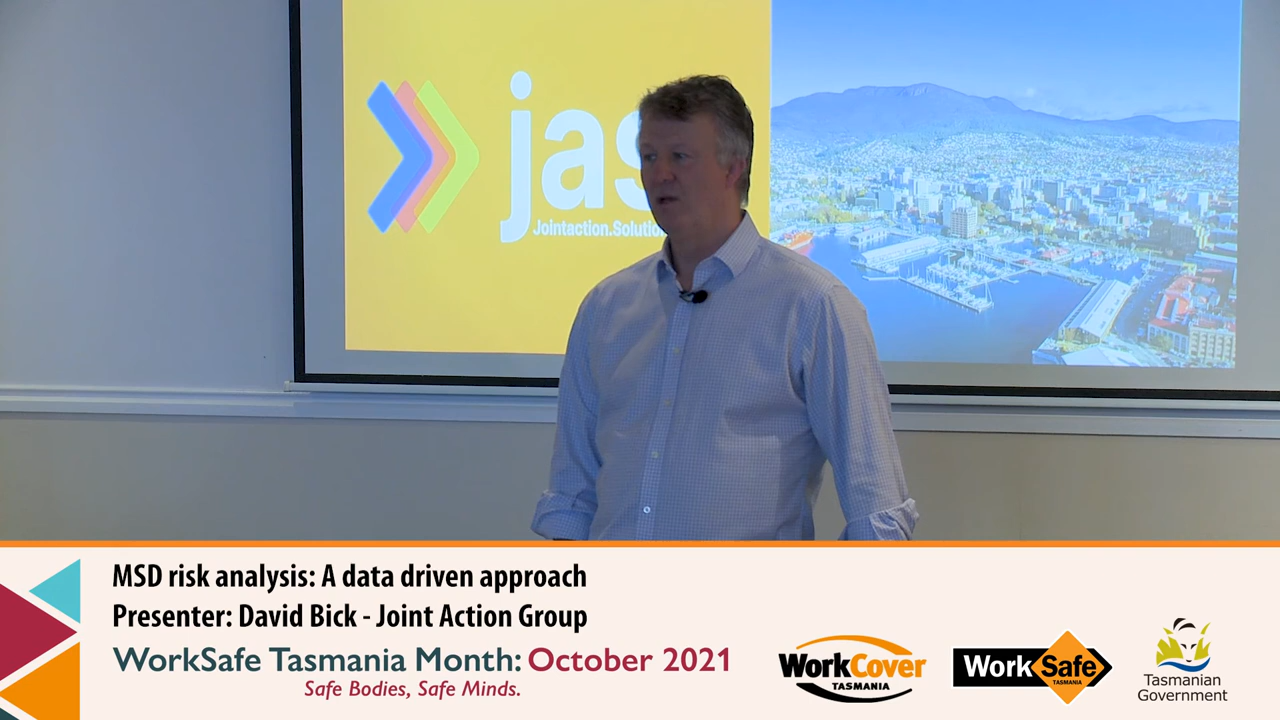 jas
Jointaction.Solution
MSD risk analysis: A data driven approach
Presenter: David Bick - Joint Action Group
WorkSafe Tasmania Month: October 2021
Safe Bodies, Safe Minds.
WorkCover
TASMANIA
WorkSafe
TASMANIA
Tasmanian
Government